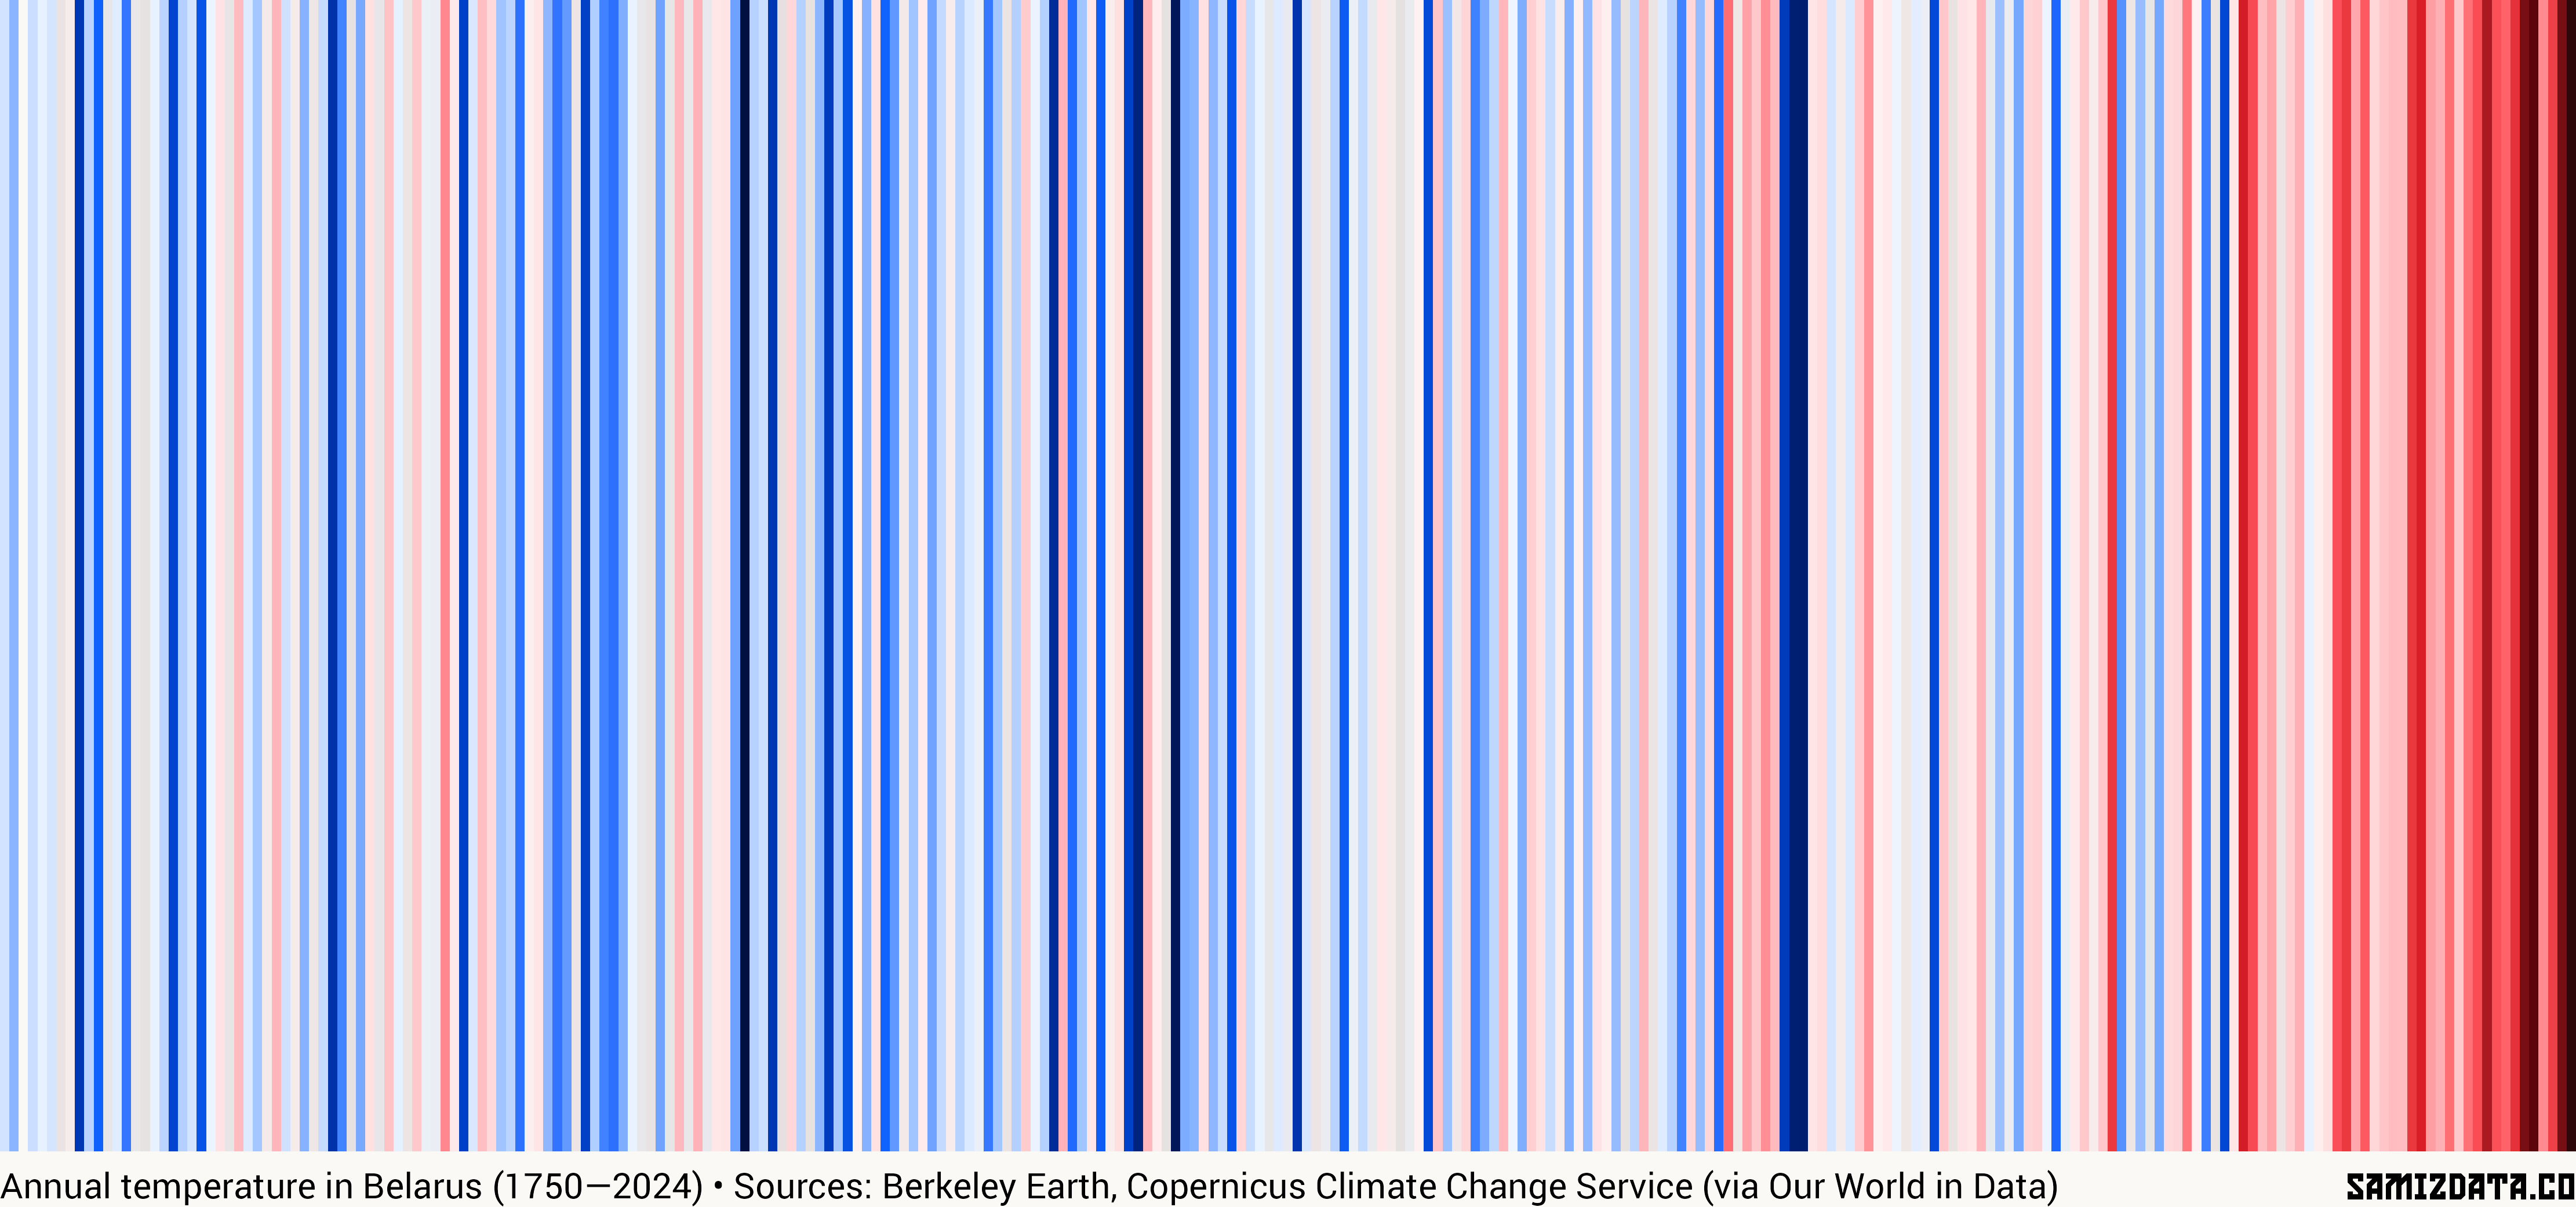 Annual temperature in Belarus (1750—2024) • Sources: Berkeley Earth, Copernicus Climate Change Service (via Our World in Data)
SAMIZDATA.CO